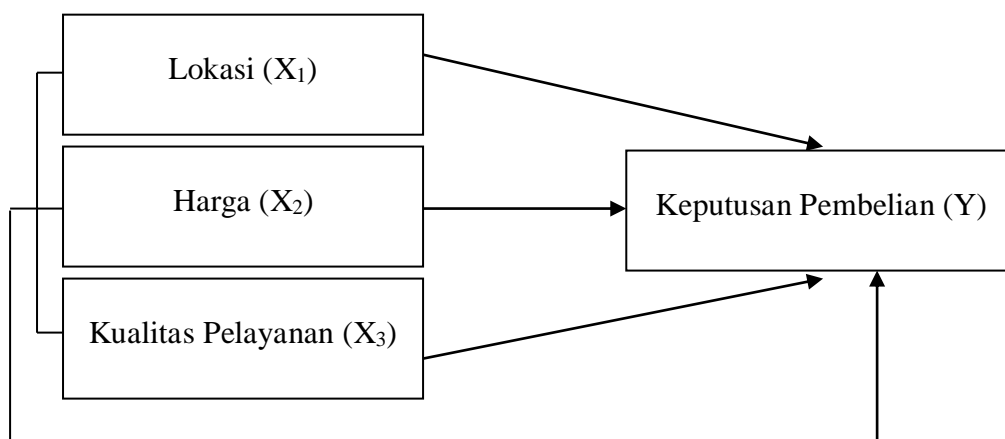 Lokasi (X₁)
Harga (X₂)
Keputusan Pembelian (Y)
Kualitas Pelayanan (X₃)